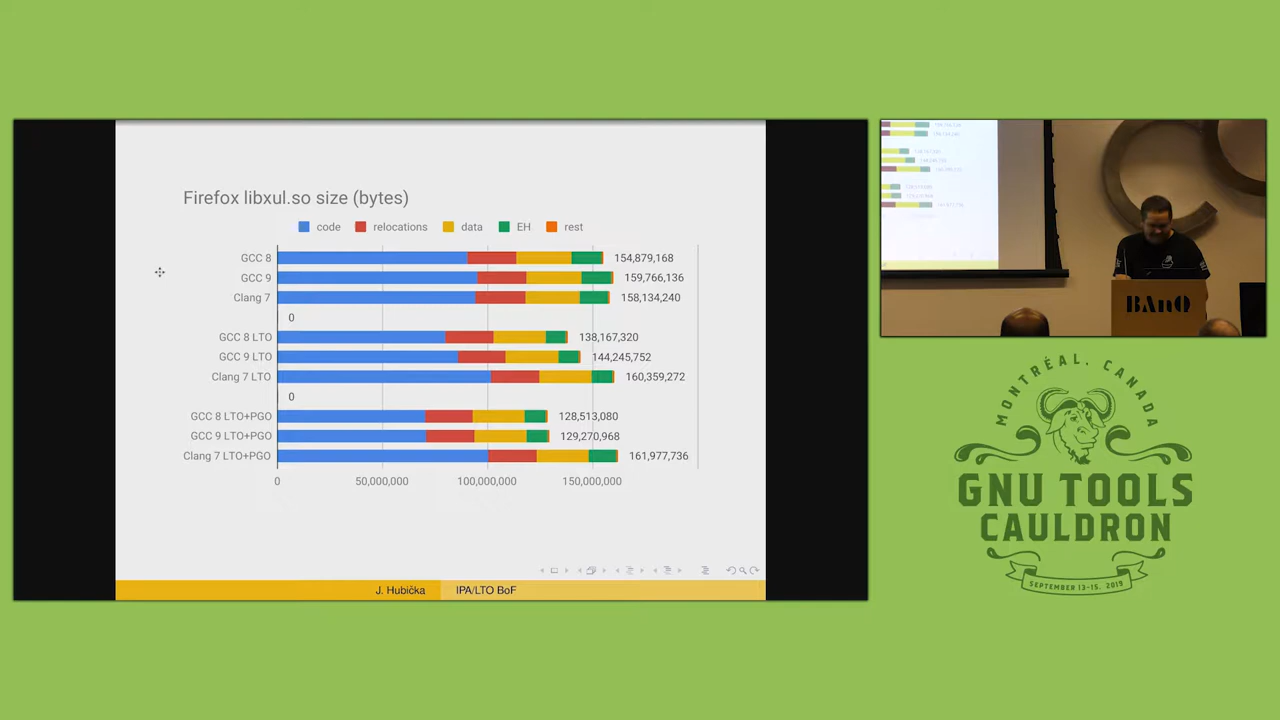 Firefox libxul.so size (bytes)
code relocations data EH rest
GCC 8 154,879,168
GCC 9 159,766,136
Clang 7 158,134,240
0
GCC 8 LTO 138,167,320
GCC 9 LTO 144,245,752
Clang 7 LTO 160,359,272
0
GCC 8 LTO+PGO 128,513,080
GCC 9 LTO+PGO 129,270,968
Clang 7 LTO+PGO 161,977,736
0 50,000,000 100,000,000 150,000,000
J. Hubička IPA/LTO BoF
BAnQ
MONTRÉAL, CANADA
GNU TOOLS
CAULDRON
SEPTEMBER 13-15, 2019